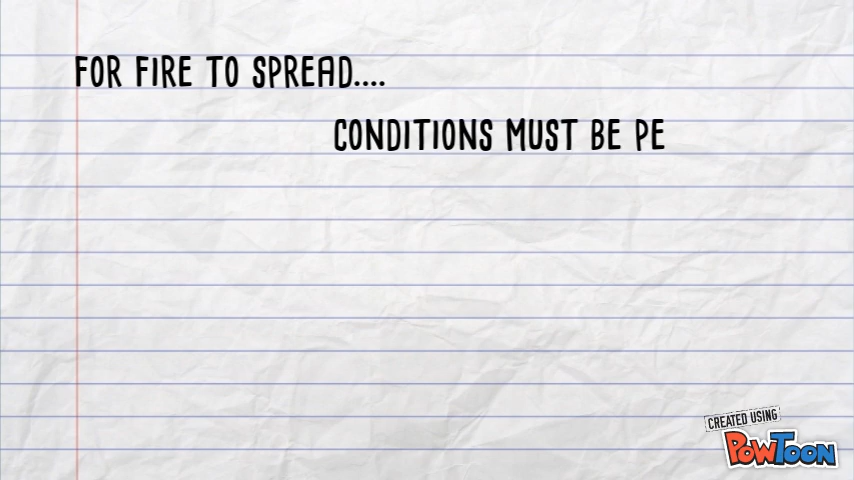 FOR FIRE TO SPREAD....
CONDITIONS MUST BE PE
CREATED USING
POWTOON